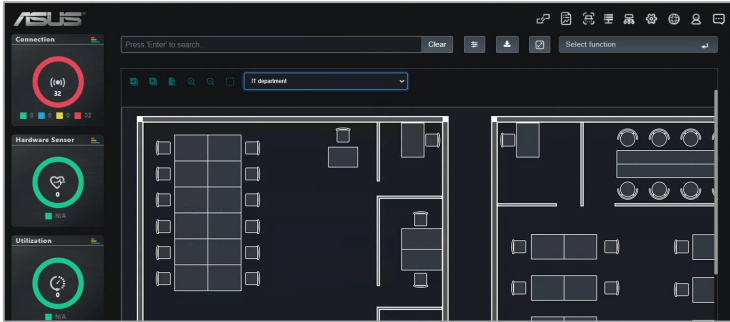 ASUS
Connection
32
0 0 0 32
Hardware Sensor
0
N/A
Utilization
0
N/A
Press 'Enter' to search..
Clear
Select function
IT department